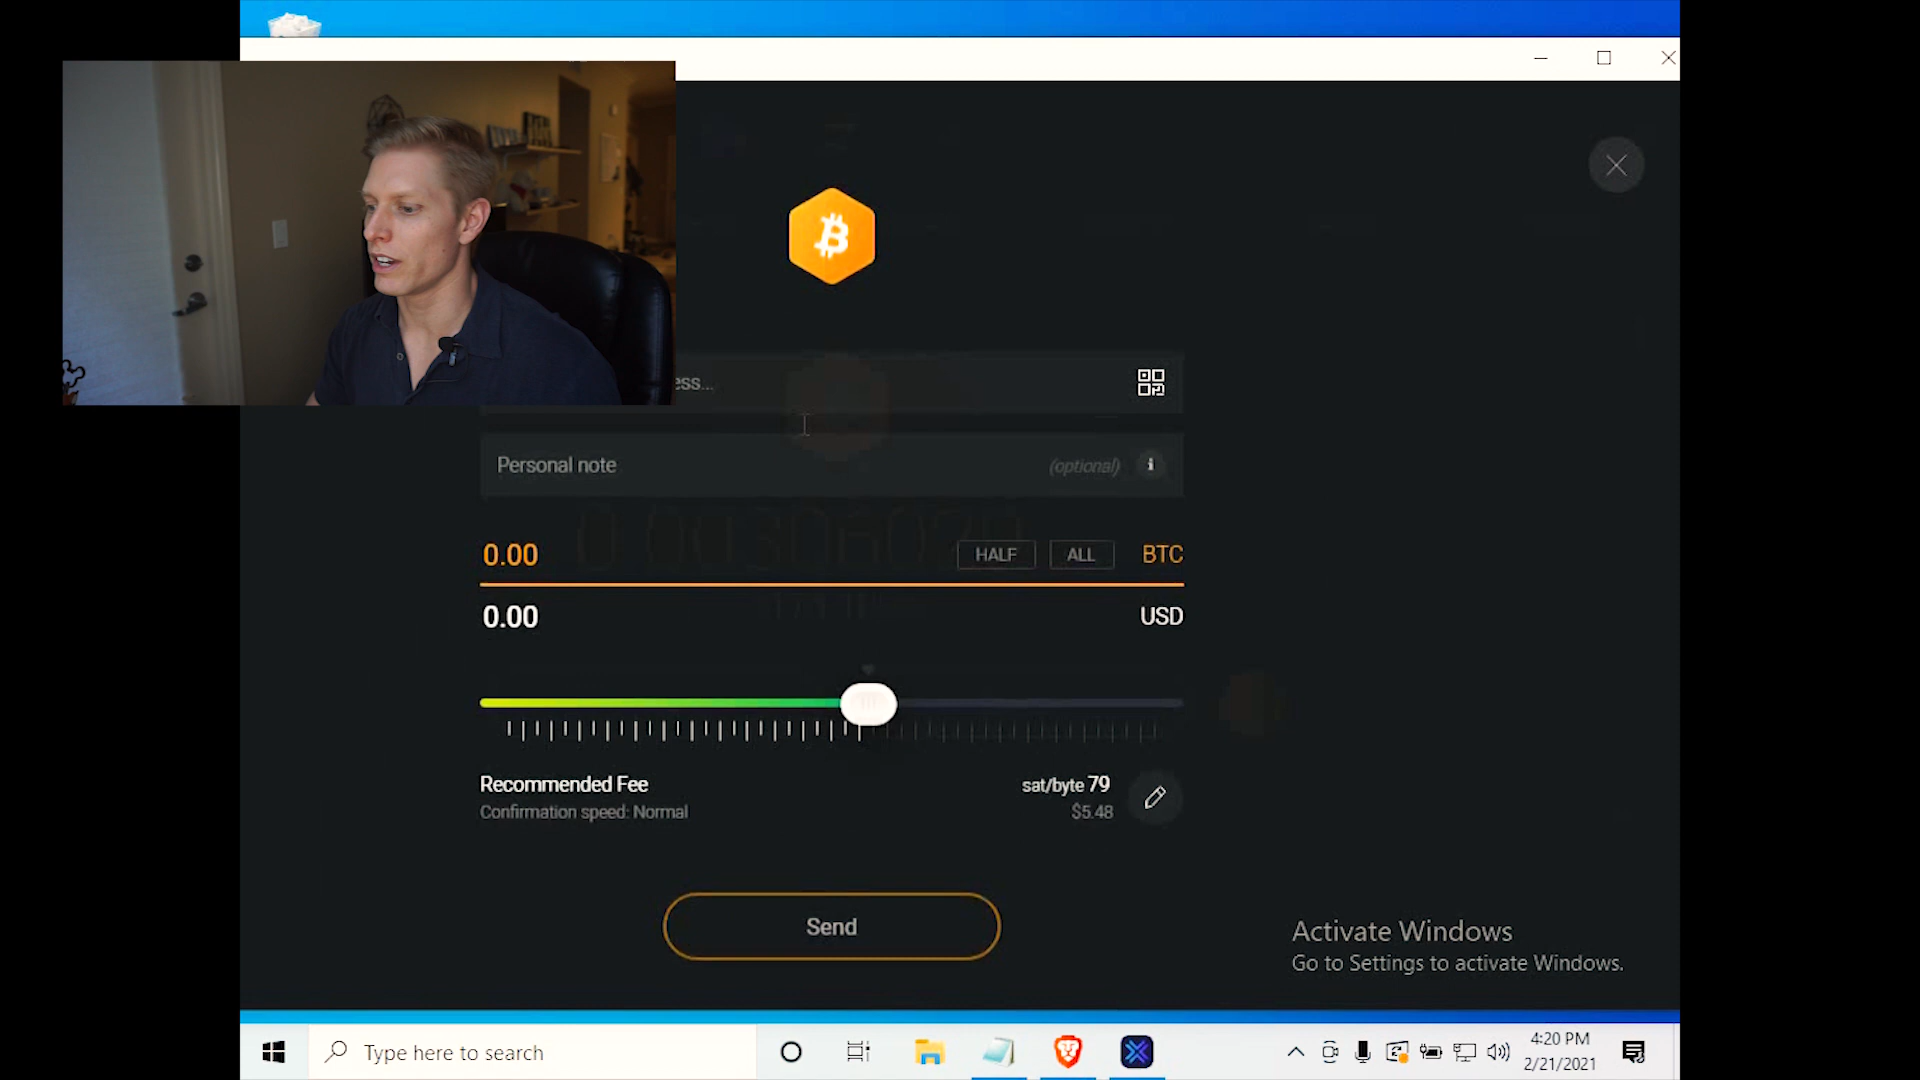 ess...
Personal note
(optional)
0.00
HALF
ALL
BTC
0.00
USD
Recommended Fee
sat/byte 79
Confirmation speed: Normal
$5.48
Send
Activate Windows
Go to Settings to activate Windows.
Type here to search
4:20 PM
2/21/2021